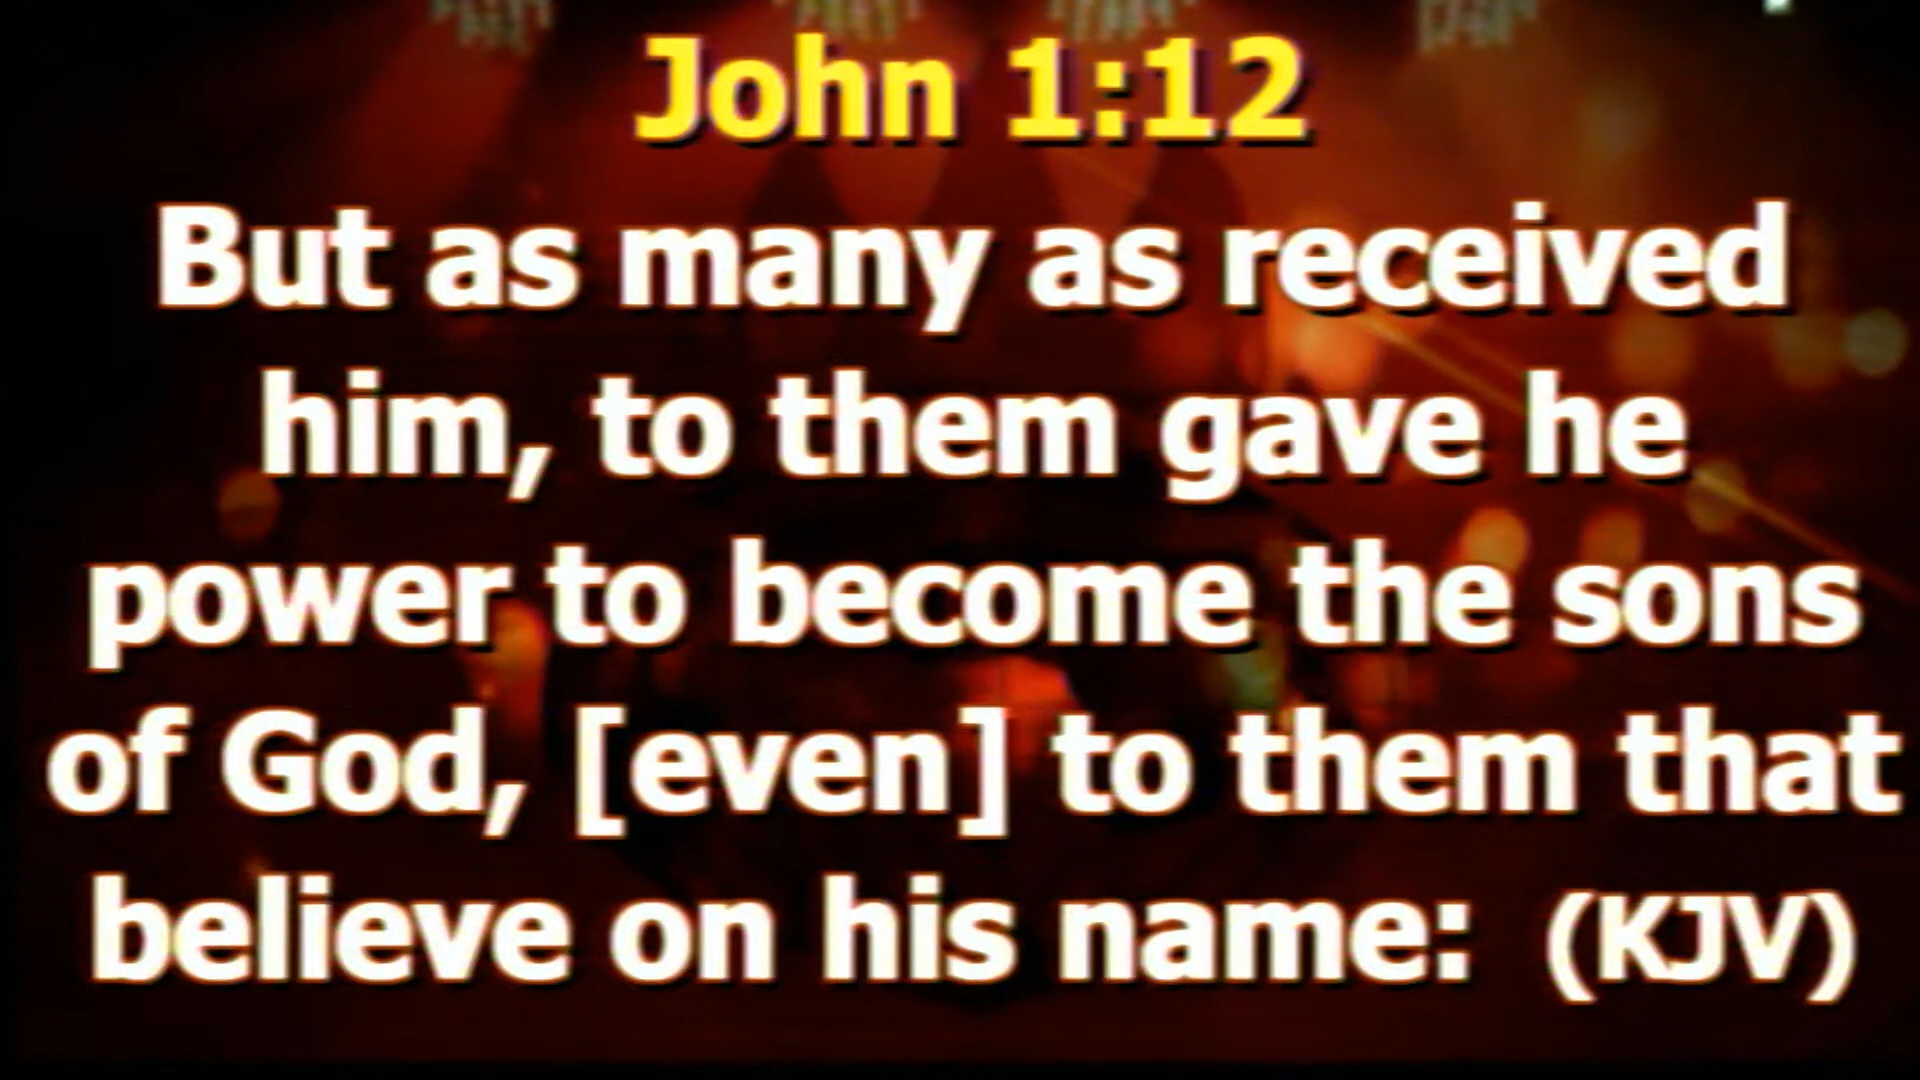 John 1:12
But as many as received
him, to them gave he
power to become the sons
of God, [even] to them that
believe on his name: (KJV)